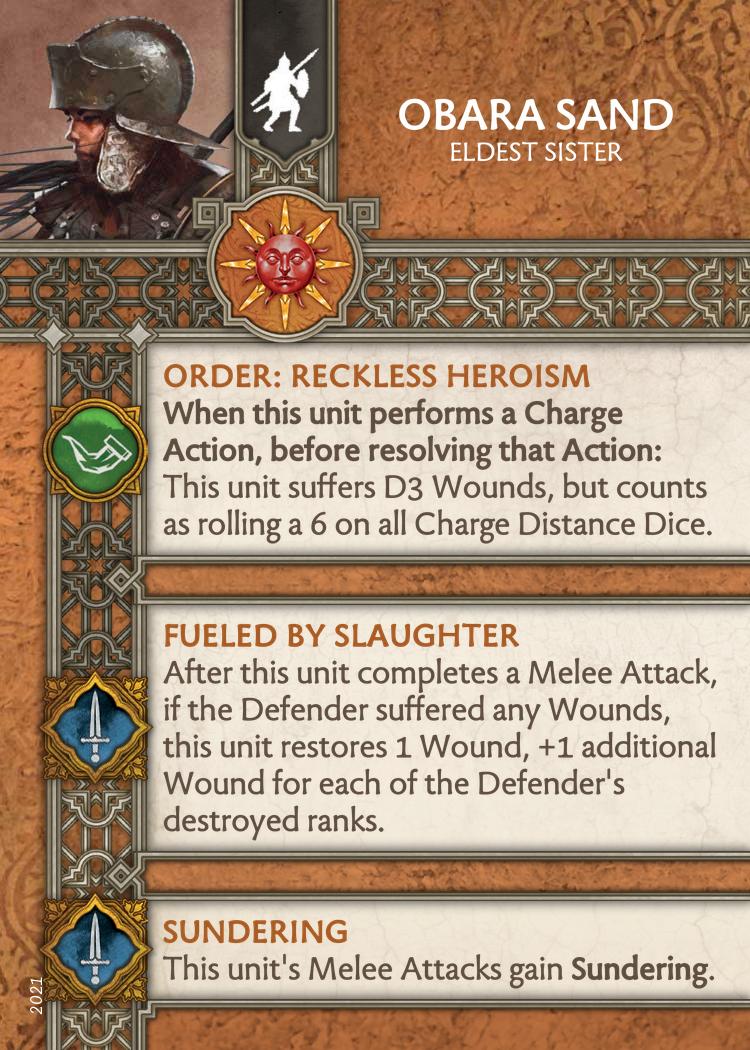 OBARA SAND
ELDEST SISTER
ORDER: RECKLESS HEROISM
When this unit performs a Charge
Action, before resolving that Action:
This unit suffers D3 Wounds, but counts
as rolling a 6 on all Charge Distance Dice.
FUELED BY SLAUGHTER
After this unit completes a Melee Attack,
if the Defender suffered any Wounds,
this unit restores 1 Wound, +1 additional
Wound for each of the Defender's
destroyed ranks.
SUNDERING
This unit's Melee Attacks gain Sundering.
2021